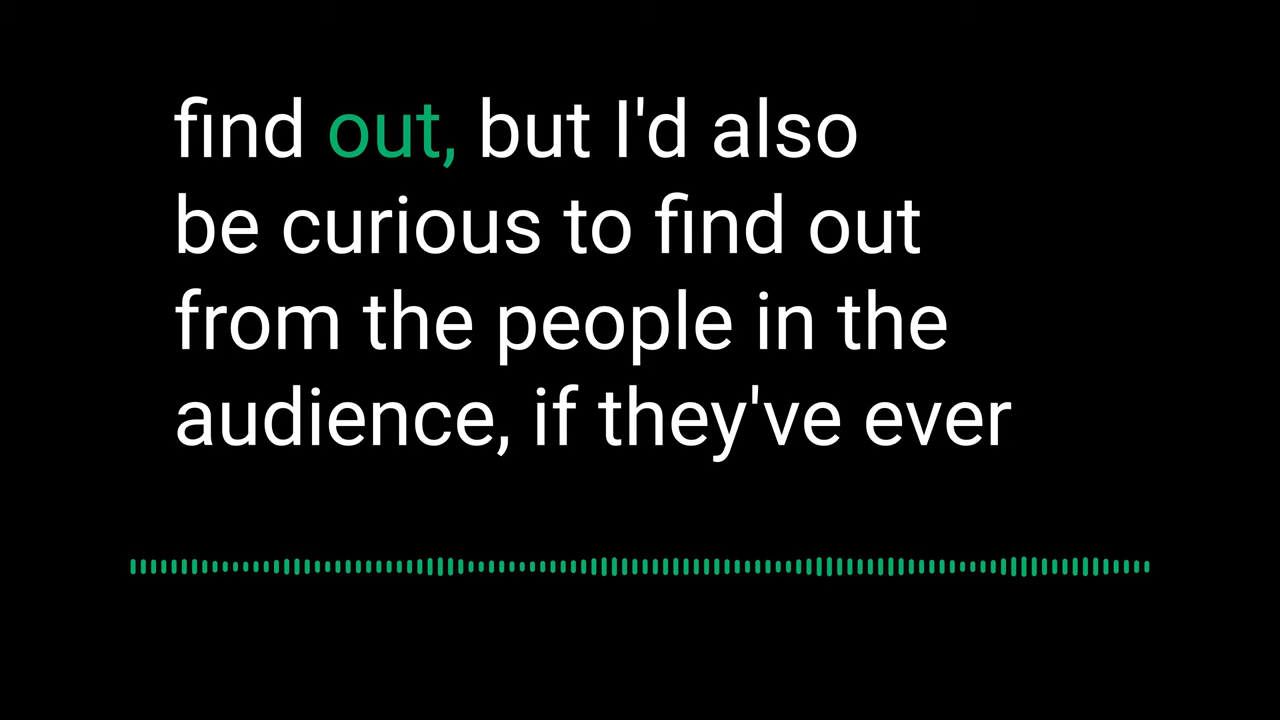 find out, but I'd also
be curious to find out
from the people in the
audience, if they've ever